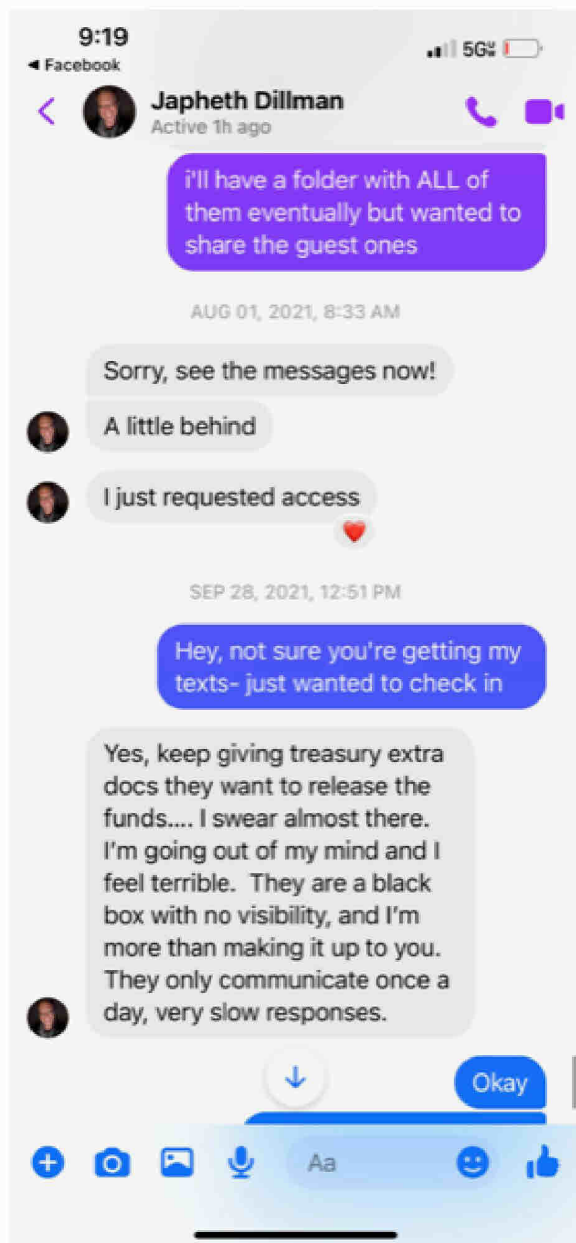 9:19
5G
◀ Facebook
Japheth Dillman
Active 1h ago
i'll have a folder with ALL of
them eventually but wanted to
share the guest ones
AUG 01, 2021, 8:33 AM
Sorry, see the messages now!
A little behind
I just requested access
SEP 28, 2021, 12:51 PM
Hey, not sure you're getting my
texts- just wanted to check in
Yes, keep giving treasury extra
docs they want to release the
funds.... I swear almost there.
I'm going out of my mind and I
feel terrible.  They are a black
box with no visibility, and I'm
more than making it up to you.
They only communicate once a
day, very slow responses.
Okay
Aa